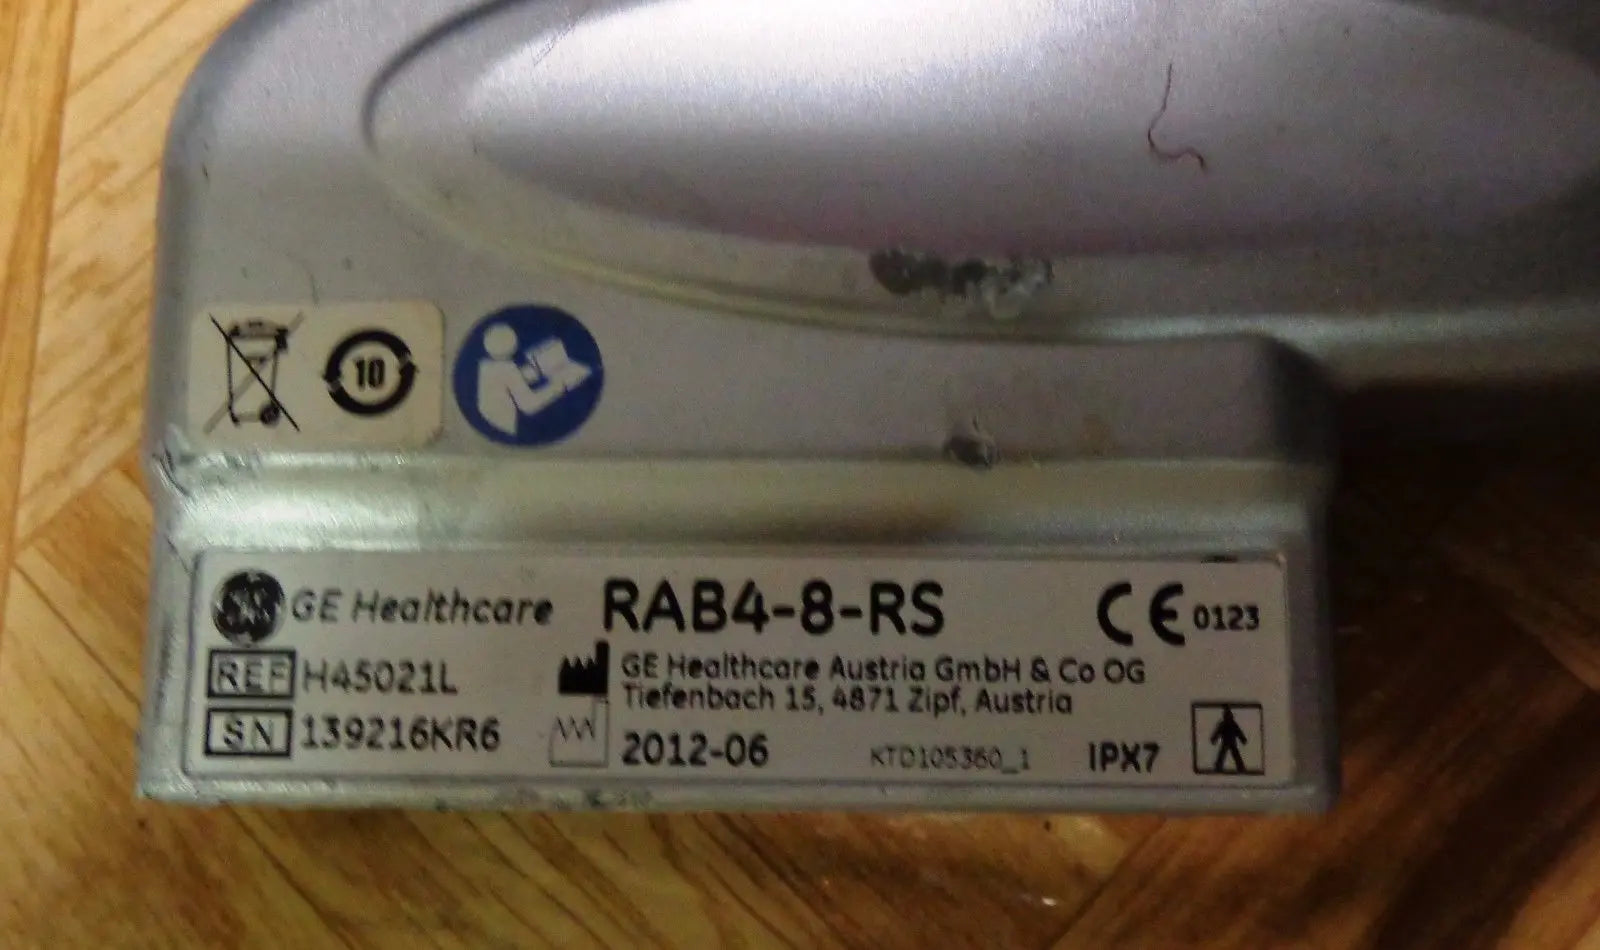 10
GE Healthcare RAB4-8-RS CE 0123
REF H45021L
GE Healthcare Austria GmbH & Co OG
Tiefenbach 15, 4871 Zipf, Austria
SN 139216KR6
2012-06 KTD105360_1 IPX7